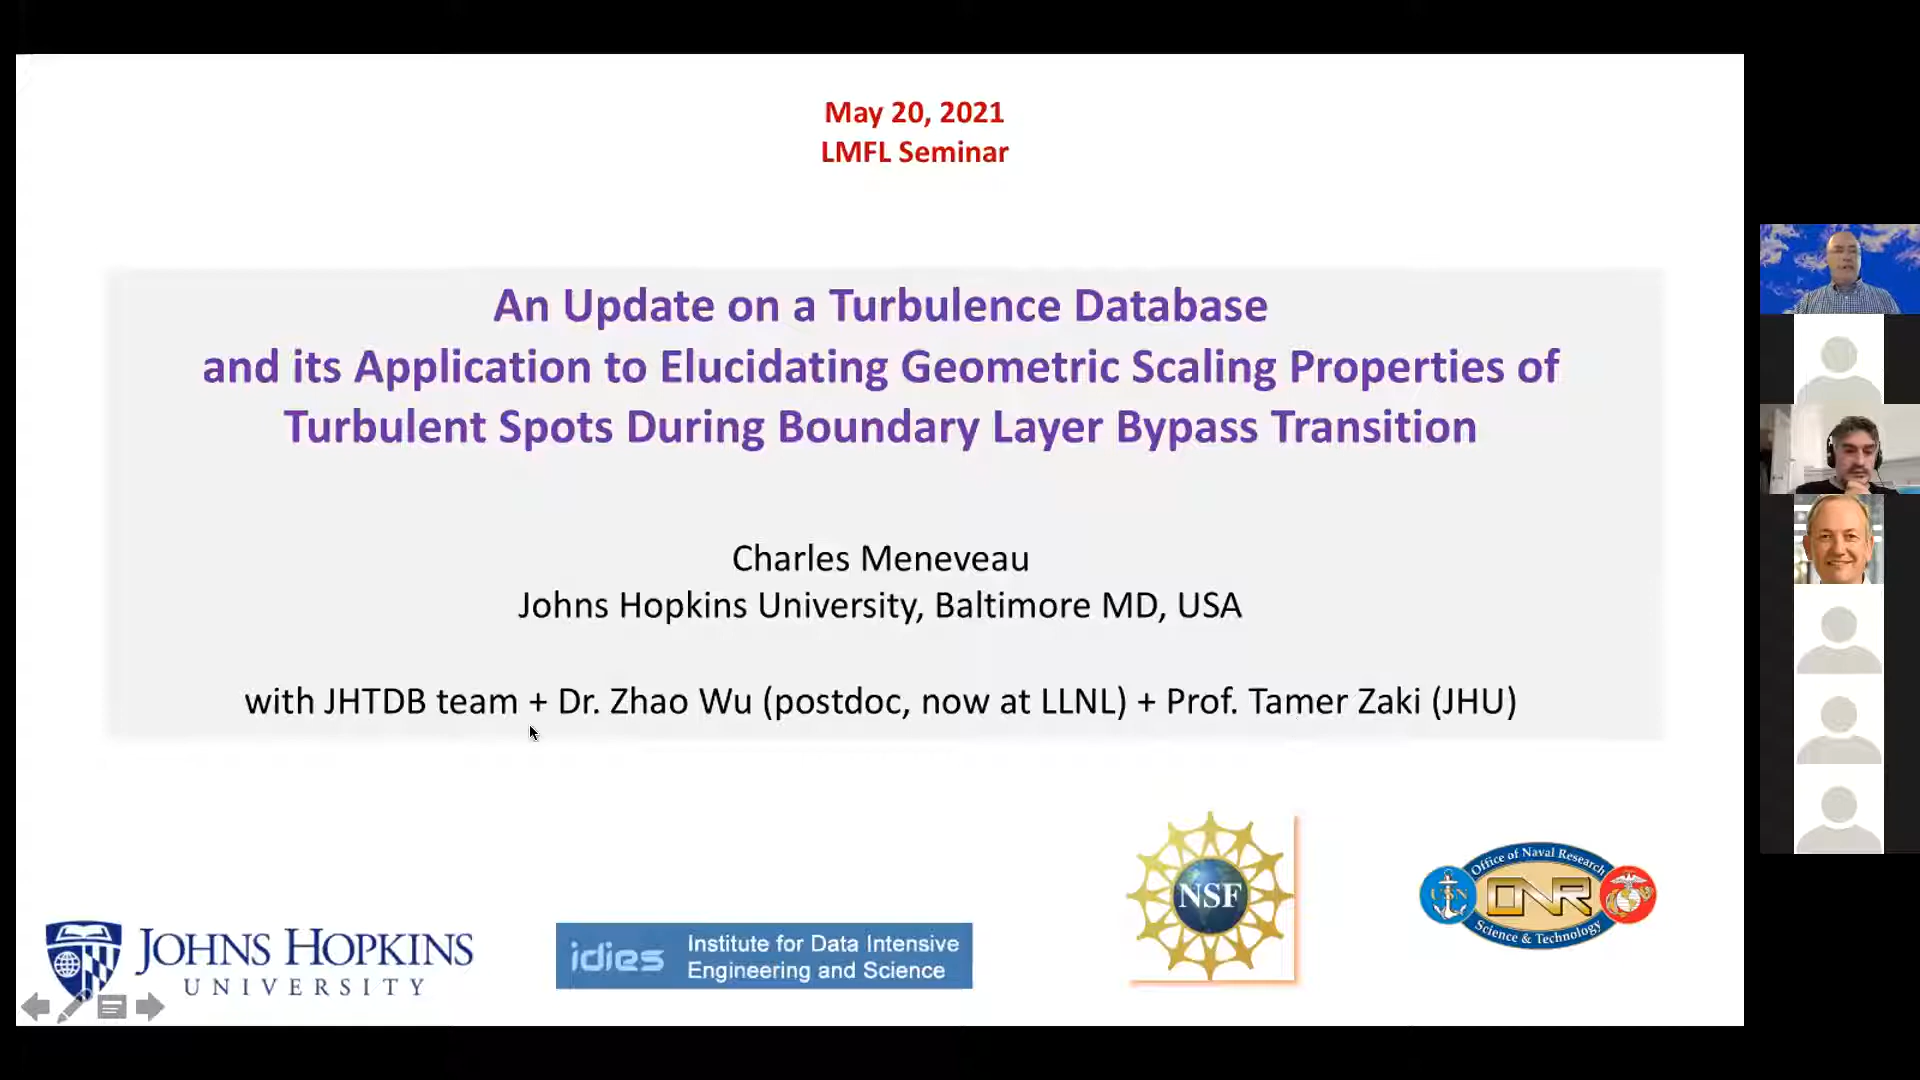 May 20, 2021
LMFL Seminar
An Update on a Turbulence Database
and its Application to Elucidating Geometric Scaling Properties of
Turbulent Spots During Boundary Layer Bypass Transition
Charles Meneveau
Johns Hopkins University, Baltimore MD, USA
with JHTDB team + Dr. Zhao Wu (postdoc, now at LLNL) + Prof. Tamer Zaki (JHU)
JOHNS HOPKINS
UNIVERSITY
idies
Institute for Data Intensive
Engineering and Science
NSF
Office of Naval Research
USN
ONR
Science & Technology